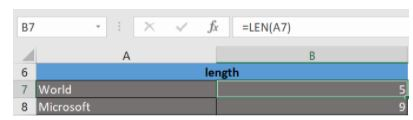 B7 fx =LEN(A7)
A B
6 length
7 World 5
8 Microsoft 9